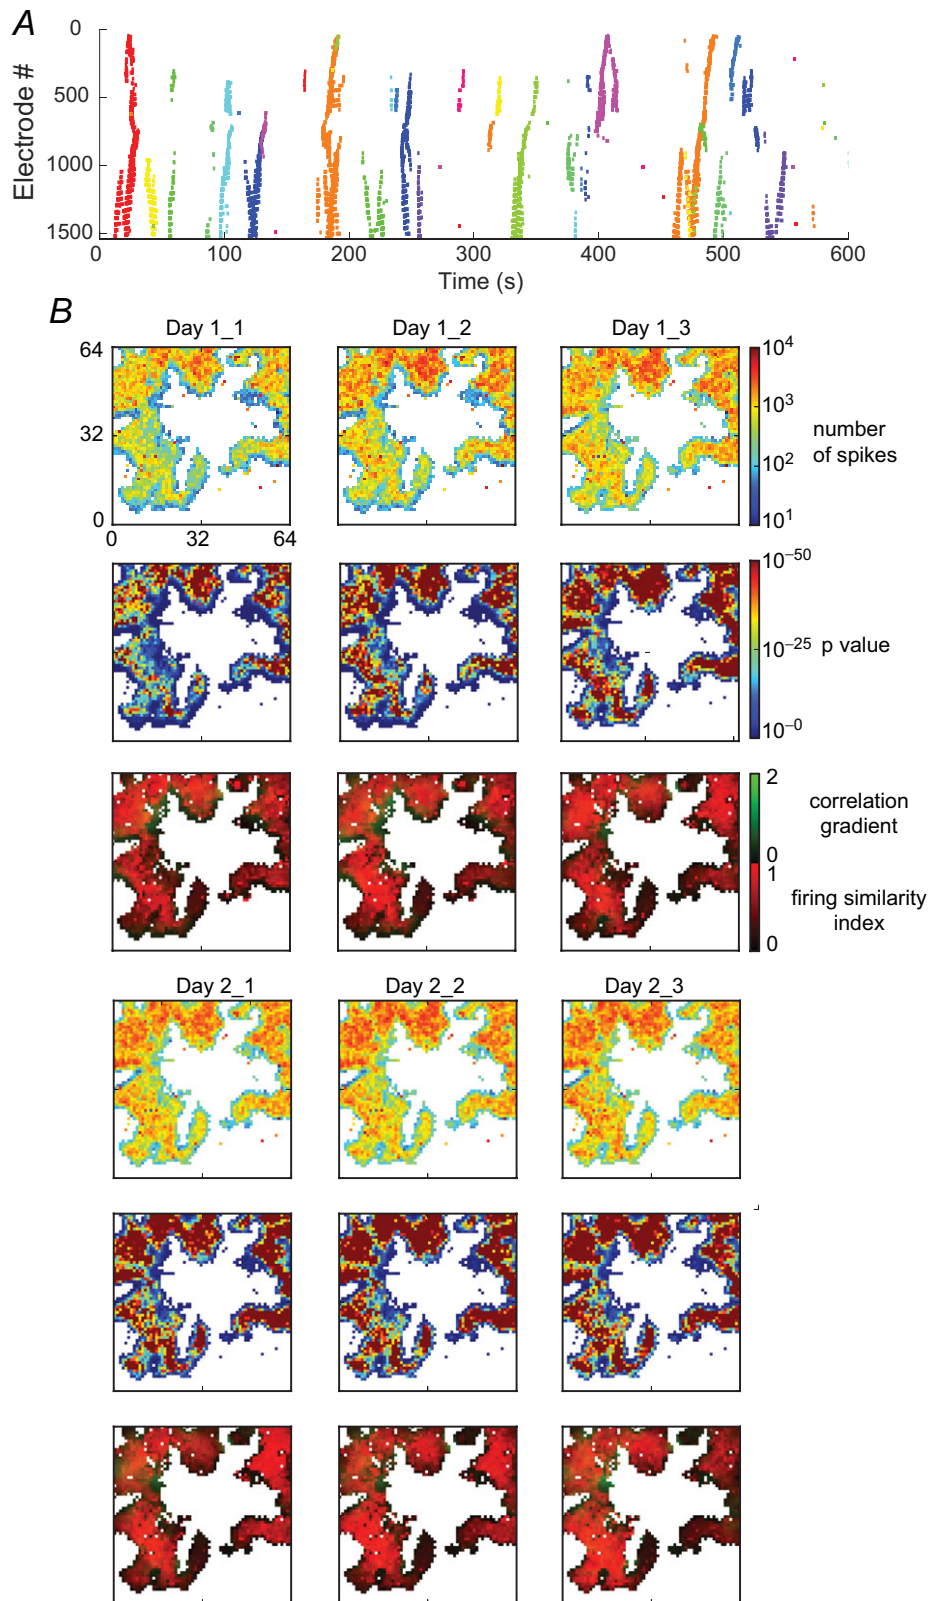 A
0
500
1000
1500
Electrode #
0 100 200 300 400 500 600
Time (s)
B
Day 1_1 Day 1_2 Day 1_3
64
32
0
0 32 64
10⁴
10³
10²
10¹
number
of spikes
10⁻⁵⁰
10⁻²⁵
10⁻⁰
p value
2
0
1
0
correlation
gradient
firing similarity
index
Day 2_1 Day 2_2 Day 2_3